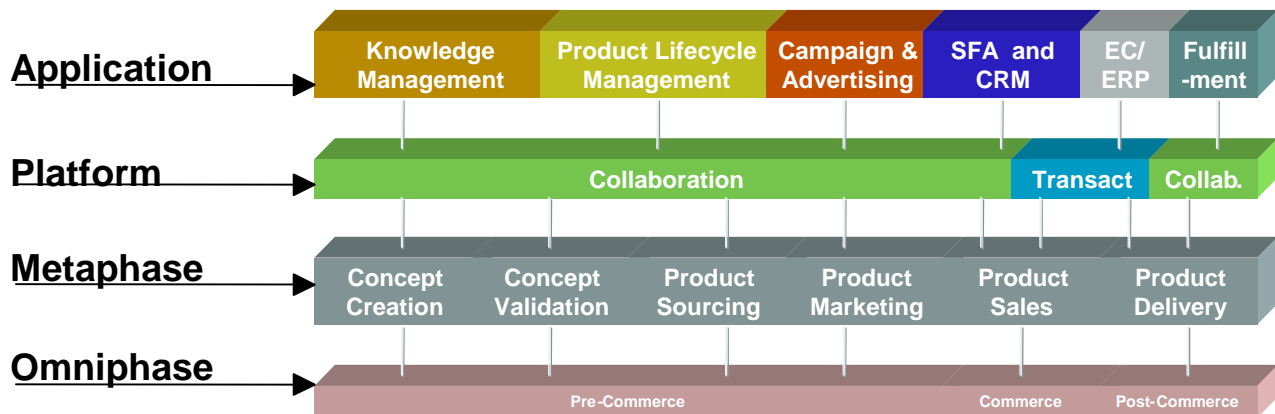 Application
Knowledge
Management
Product Lifecycle
Management
Campaign &
Advertising
SFA and
CRM
EC/
ERP
Fulfill
-ment
Platform
Collaboration
Transact
Collab.
Metaphase
Concept
Creation
Concept
Validation
Product
Sourcing
Product
Marketing
Product
Sales
Product
Delivery
Omniphase
Pre-Commerce
Commerce
Post-Commerce